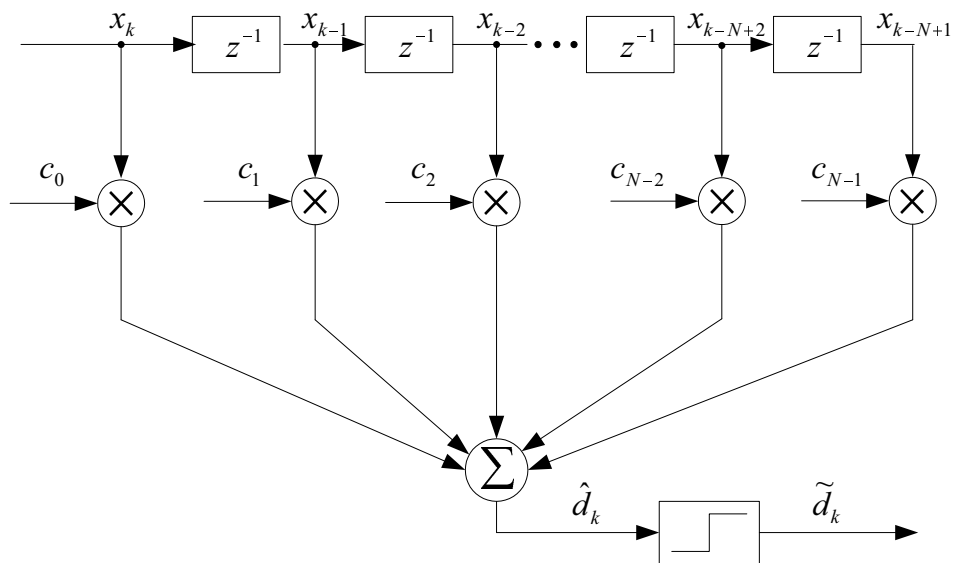 x_k x_{k-1} x_{k-2} x_{k-N+2} x_{k-N+1}
z^{-1} z^{-1} z^{-1} z^{-1}
c_0 c_1 c_2 c_{N-2} c_{N-1}
Σ
\hat{d}_k \tilde{d}_k